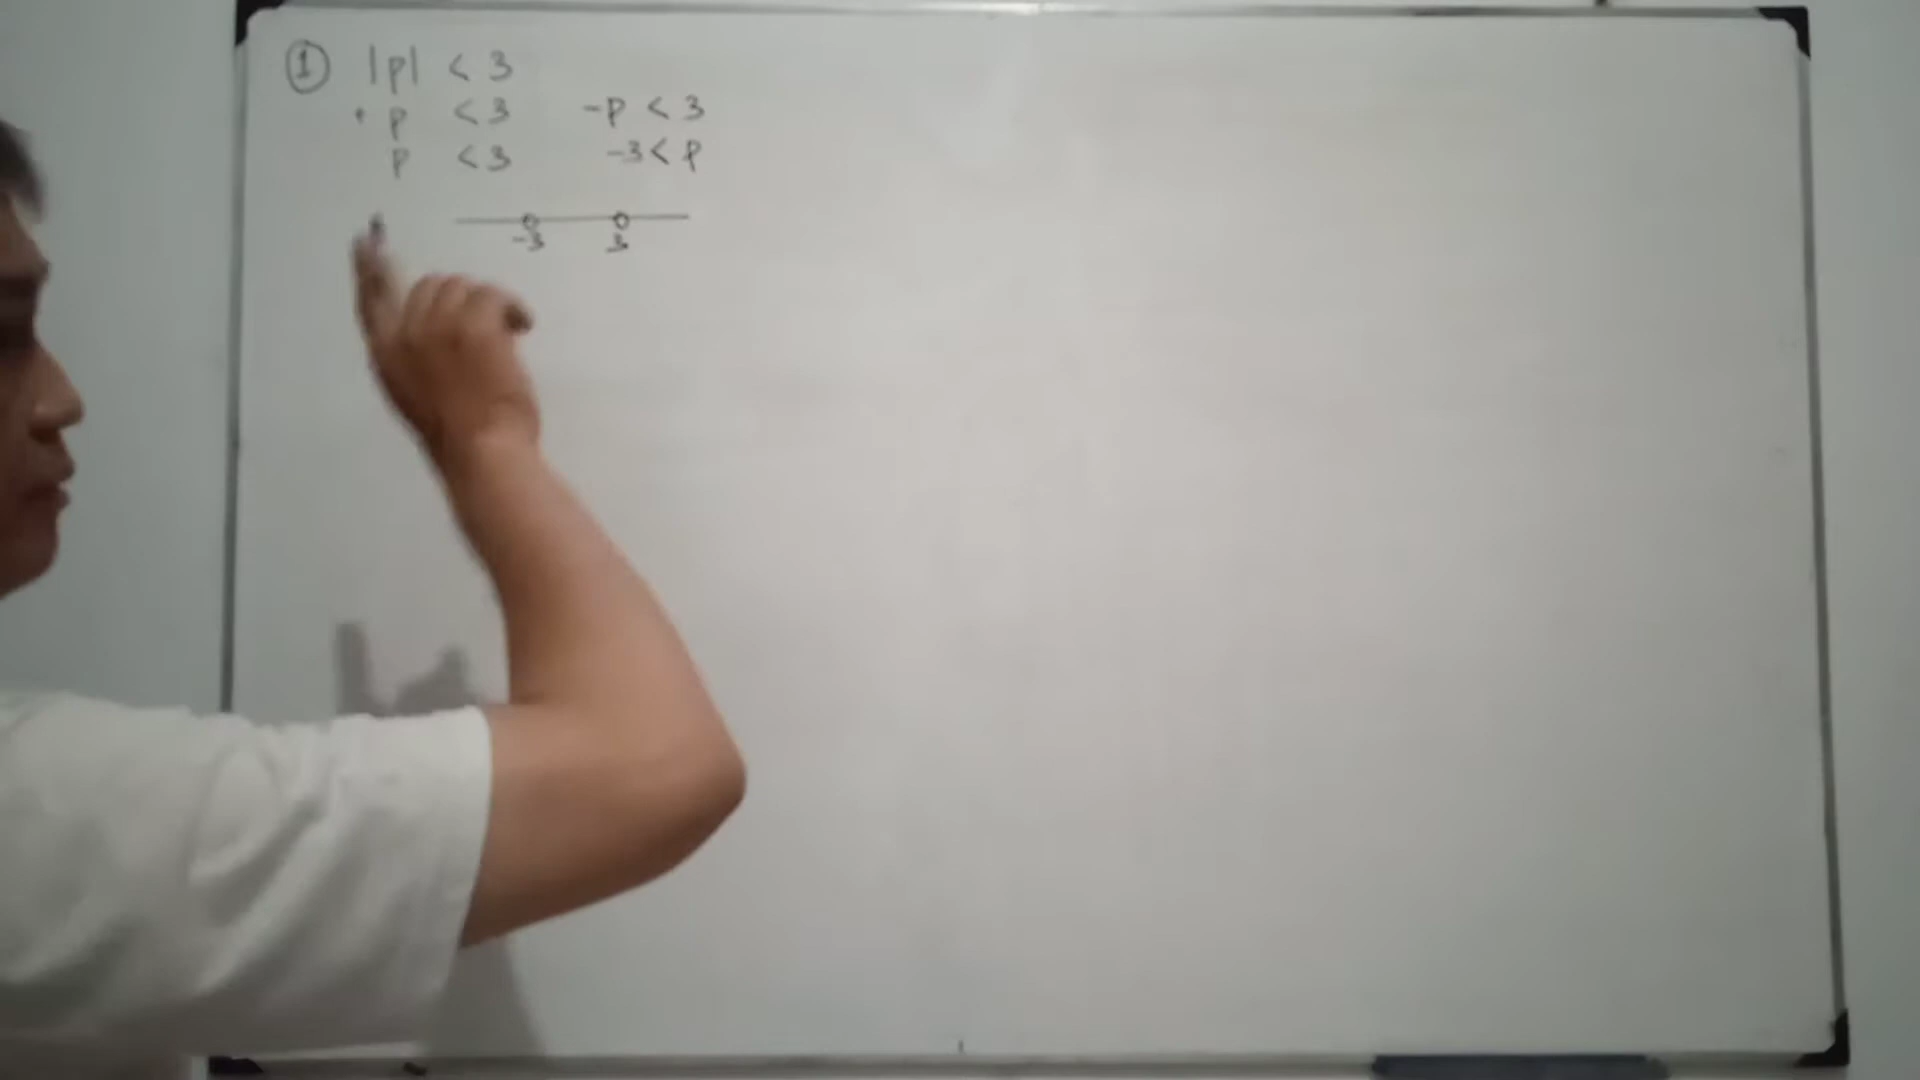 ① |p| < 3
+ p < 3 -p < 3
p < 3 -3 < p
-3 3